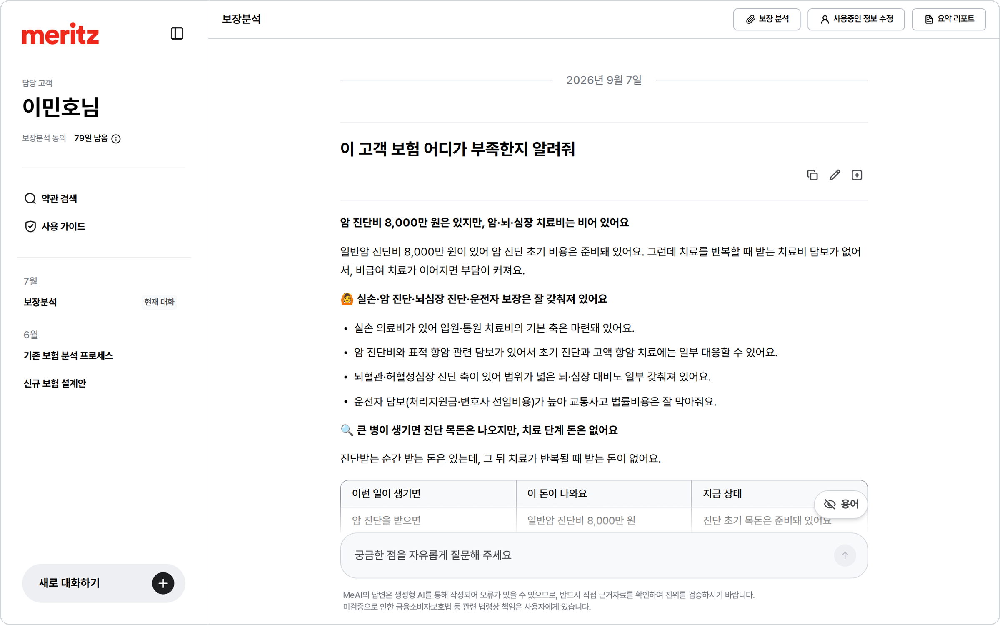 meritz
담당 고객
이민호님
보장분석 동의 79일 남음
약관 검색
사용 가이드
7월
보장분석 현재 대화
6월
기존 보험 분석 프로세스
신규 보험 설계안
새로 대화하기
보장분석
보장 분석
사용중인 정보 수정
요약 리포트
2026년 9월 7일
이 고객 보험 어디가 부족한지 알려줘
암 진단비 8,000만 원은 있지만, 암·뇌·심장 치료비는 비어 있어요
일반암 진단비 8,000만 원이 있어 암 진단 초기 비용은 준비돼 있어요. 그런데 치료를 반복할 때 받는 치료비 담보가 없어
서, 비급여 치료가 이어지면 부담이 커져요.
🙆 실손·암 진단·뇌심장 진단·운전자 보장은 잘 갖춰져 있어요
• 실손 의료비가 있어 입원·통원 치료비의 기본 축은 마련돼 있어요.
• 암 진단비와 표적 항암 관련 담보가 있어서 초기 진단과 고액 항암 치료에는 일부 대응할 수 있어요.
• 뇌혈관·허혈성심장 진단 축이 있어 범위가 넓은 뇌·심장 대비도 일부 갖춰져 있어요.
• 운전자 담보(처리지원금·변호사 선임비용)가 높아 교통사고 법률비용은 잘 막아줘요.
🔍 큰 병이 생기면 진단 목돈은 나오지만, 치료 단계 돈은 없어요
진단받는 순간 받는 돈은 있는데, 그 뒤 치료가 반복될 때 받는 돈이 없어요.
이런 일이 생기면 이 돈이 나와요 지금 상태
용어
암 진단을 받으면 일반암 진단비 8,000만 원 진단 초기 목돈은 준비돼 있어요
궁금한 점을 자유롭게 질문해 주세요
MeAI의 답변은 생성형 AI를 통해 작성되어 오류가 있을 수 있으므로, 반드시 직접 근거자료를 확인하여 진위를 검증하시기 바랍니다.
미검증으로 인한 금융소비자보호법 등 관련 법령상 책임은 사용자에게 있습니다.